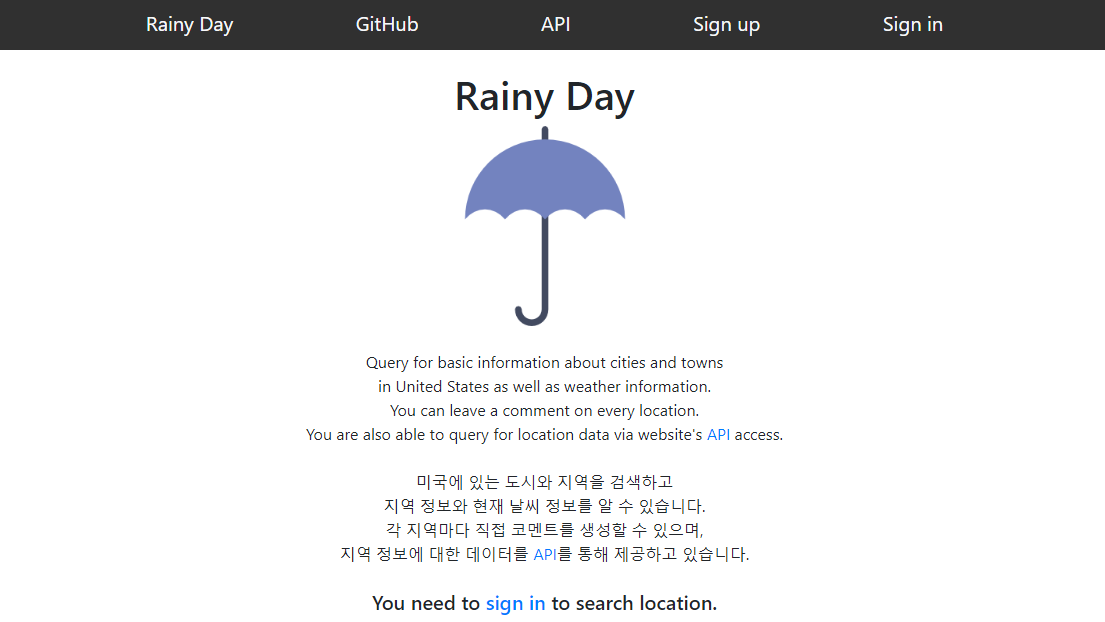 Rainy Day GitHub API Sign up Sign in
Rainy Day
Query for basic information about cities and towns
in United States as well as weather information.
You can leave a comment on every location.
You are also able to query for location data via website's API access.
미국에 있는 도시와 지역을 검색하고
지역 정보와 현재 날씨 정보를 알 수 있습니다.
각 지역마다 직접 코멘트를 생성할 수 있으며,
지역 정보에 대한 데이터를 API를 통해 제공하고 있습니다.
You need to sign in to search location.